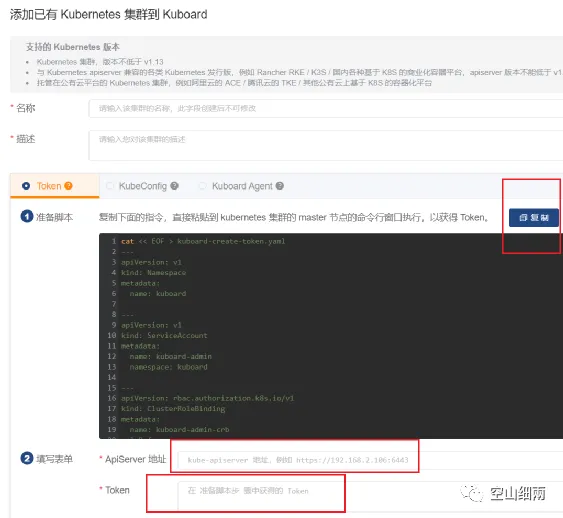 添加已有 Kubernetes 集群到 Kuboard
支持的 Kubernetes 版本
Kubernetes 集群，版本不低于 v1.13
与 Kubernetes apiserver 兼容的各类 Kubernetes 发行版，例如 Rancher RKE / K3S / 国内各种基于 K8S 的商业化容器平台，apiserver 版本不能低于 v1
托管在公有云平台的 Kubernetes 集群，例如阿里云的 ACE / 腾讯云的 TKE / 其他公有云上基于 K8S 的容器化平台
* 名称 请输入该集群的名称，此字段创建后不可修改
* 描述 请输入您对该集群的描述
Token ? KubeConfig ? Kuboard Agent ?
1 准备脚本 复制下面的指令，直接粘贴到 kubernetes 集群的 master 节点的命令行窗口执行，以获得 Token。 复制
1 cat << EOF > kuboard-create-token.yaml
2 ---
3 apiVersion: v1
4 kind: Namespace
5 metadata:
6 name: kuboard
7
8 ---
9 apiVersion: v1
10 kind: ServiceAccount
11 metadata:
12 name: kuboard-admin
13 namespace: kuboard
14
15 ---
16 apiVersion: rbac.authorization.k8s.io/v1
17 kind: ClusterRoleBinding
18 metadata:
19 name: kuboard-admin-crb
2 填写表单 * ApiServer 地址 kube-apiserver 地址，例如 https://192.168.2.106:6443
* Token 在 准备脚本步 骤中获得的 Token
空山细雨